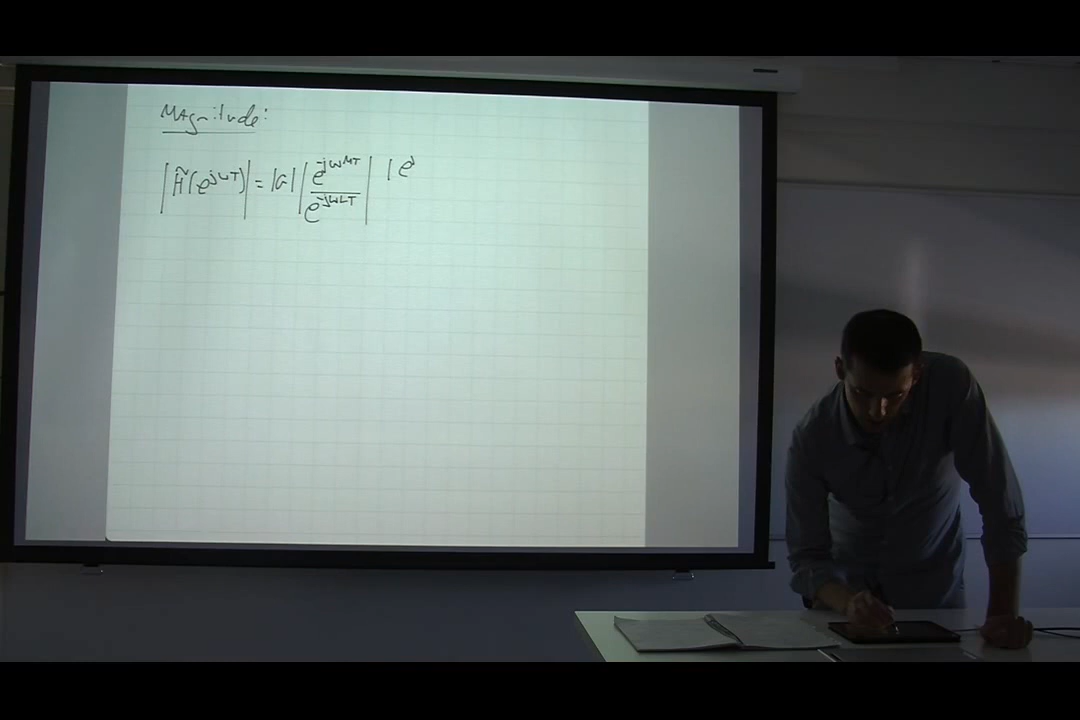 Magnitude:
|H̃(e^{jωT})| = |G| |e^{-jωMT} / e^{-jωLT}| |e^j